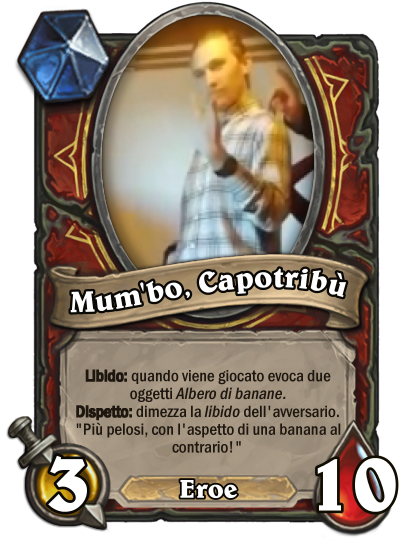 Mum'bo, Capotribù
Libido: quando viene giocato evoca due
oggetti Albero di banane.
Dispetto: dimezza la libido dell'avversario.
"Più pelosi, con l'aspetto di una banana al
contrario!"
3
Eroe
10